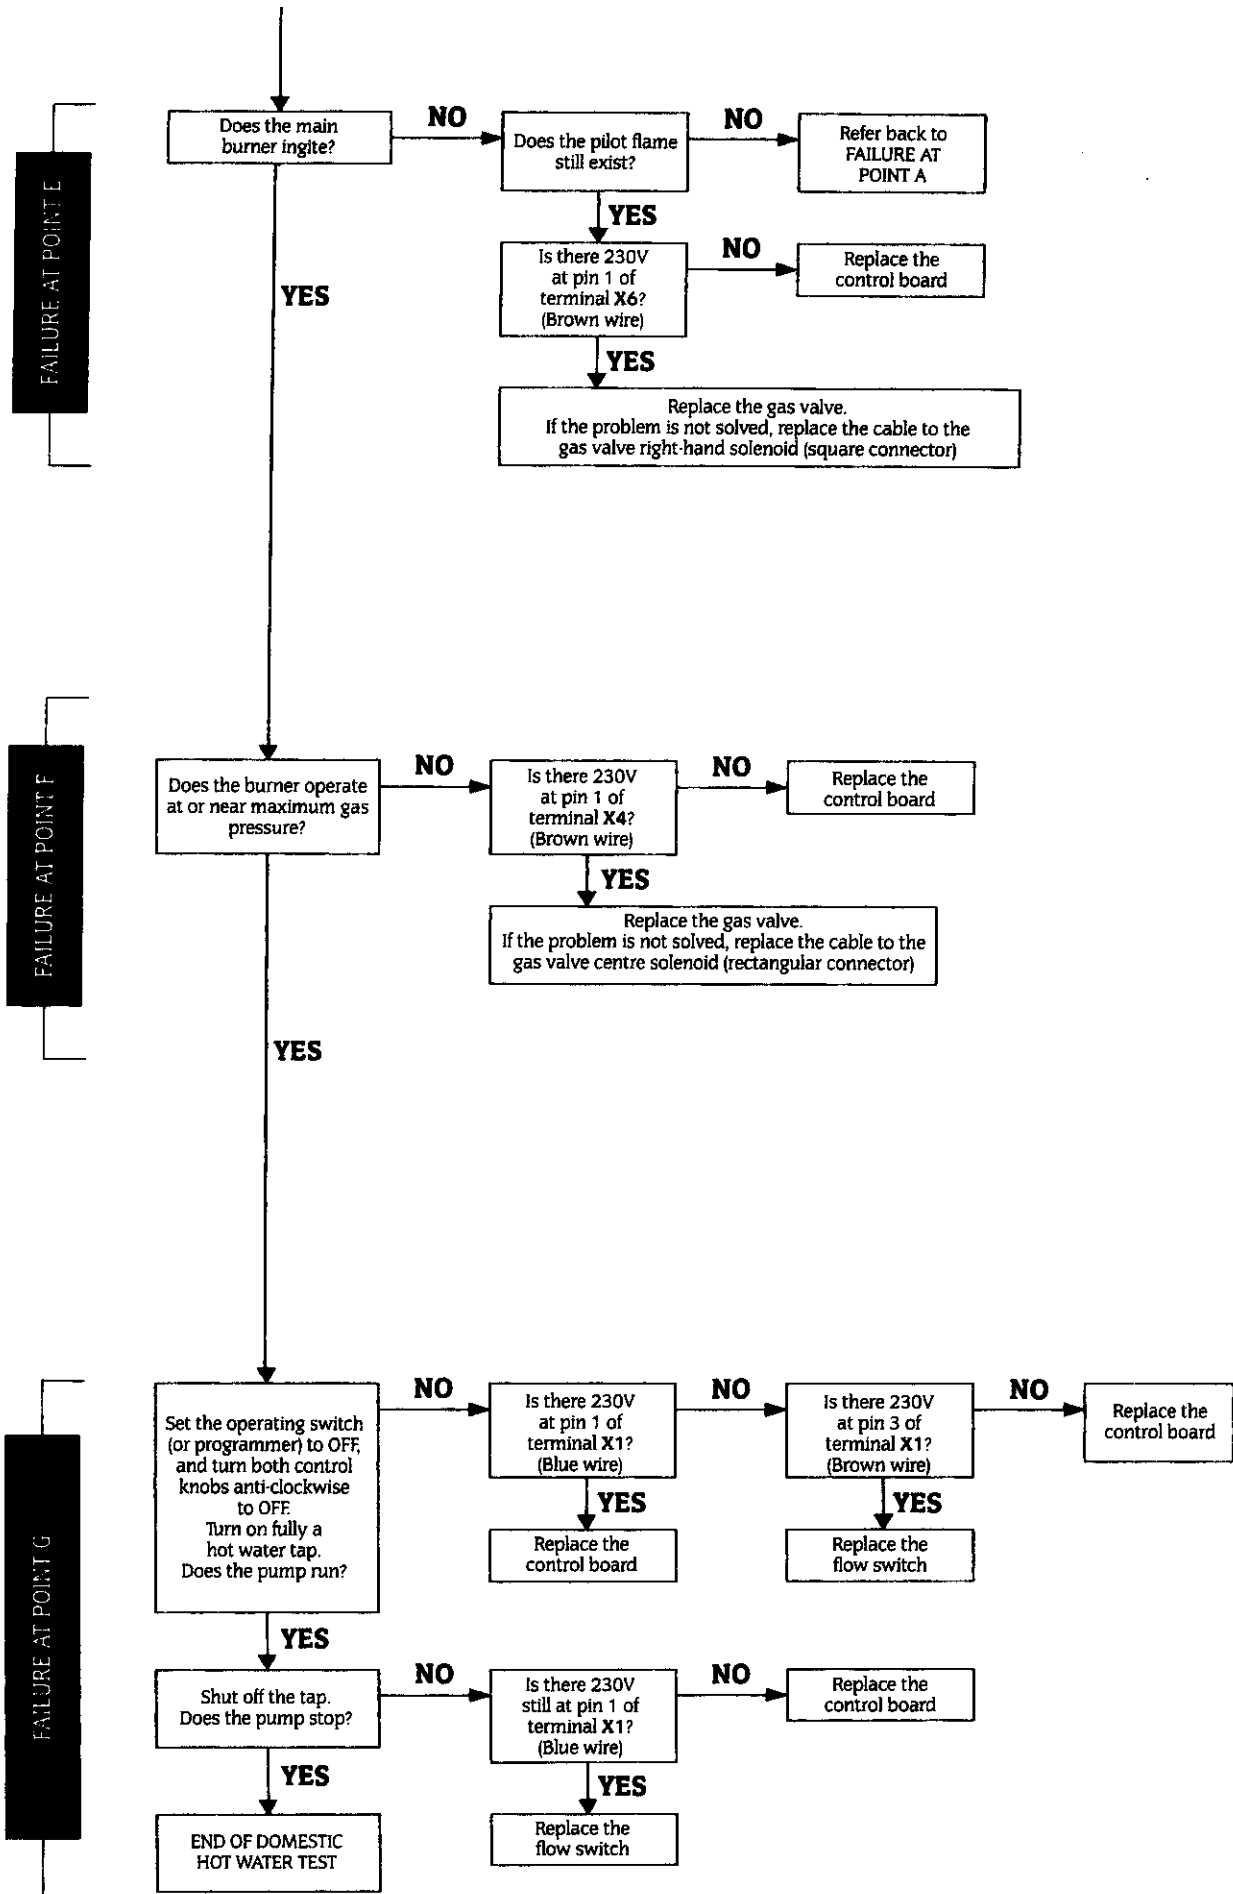 FAILURE AT POINT E
Does the main
burner ingite?
NO
Does the pilot flame
still exist?
NO
Refer back to
FAILURE AT
POINT A
YES
YES
Is there 230V
at pin 1 of
terminal X6?
(Brown wire)
NO
Replace the
control board
YES
Replace the gas valve.
If the problem is not solved, replace the cable to the
gas valve right-hand solenoid (square connector)
FAILURE AT POINT F
Does the burner operate
at or near maximum gas
pressure?
NO
Is there 230V
at pin 1 of
terminal X4?
(Brown wire)
NO
Replace the
control board
YES
Replace the gas valve.
If the problem is not solved, replace the cable to the
gas valve centre solenoid (rectangular connector)
YES
FAILURE AT POINT G
Set the operating switch
(or programmer) to OFF,
and turn both control
knobs anti-clockwise
to OFF.
Turn on fully a
hot water tap.
Does the pump run?
NO
Is there 230V
at pin 1 of
terminal X1?
(Blue wire)
NO
Is there 230V
at pin 3 of
terminal X1?
(Brown wire)
NO
Replace the
control board
YES
Replace the
control board
YES
Replace the
flow switch
YES
Shut off the tap.
Does the pump stop?
NO
Is there 230V
still at pin 1 of
terminal X1?
(Blue wire)
NO
Replace the
control board
YES
END OF DOMESTIC
HOT WATER TEST
YES
Replace the
flow switch